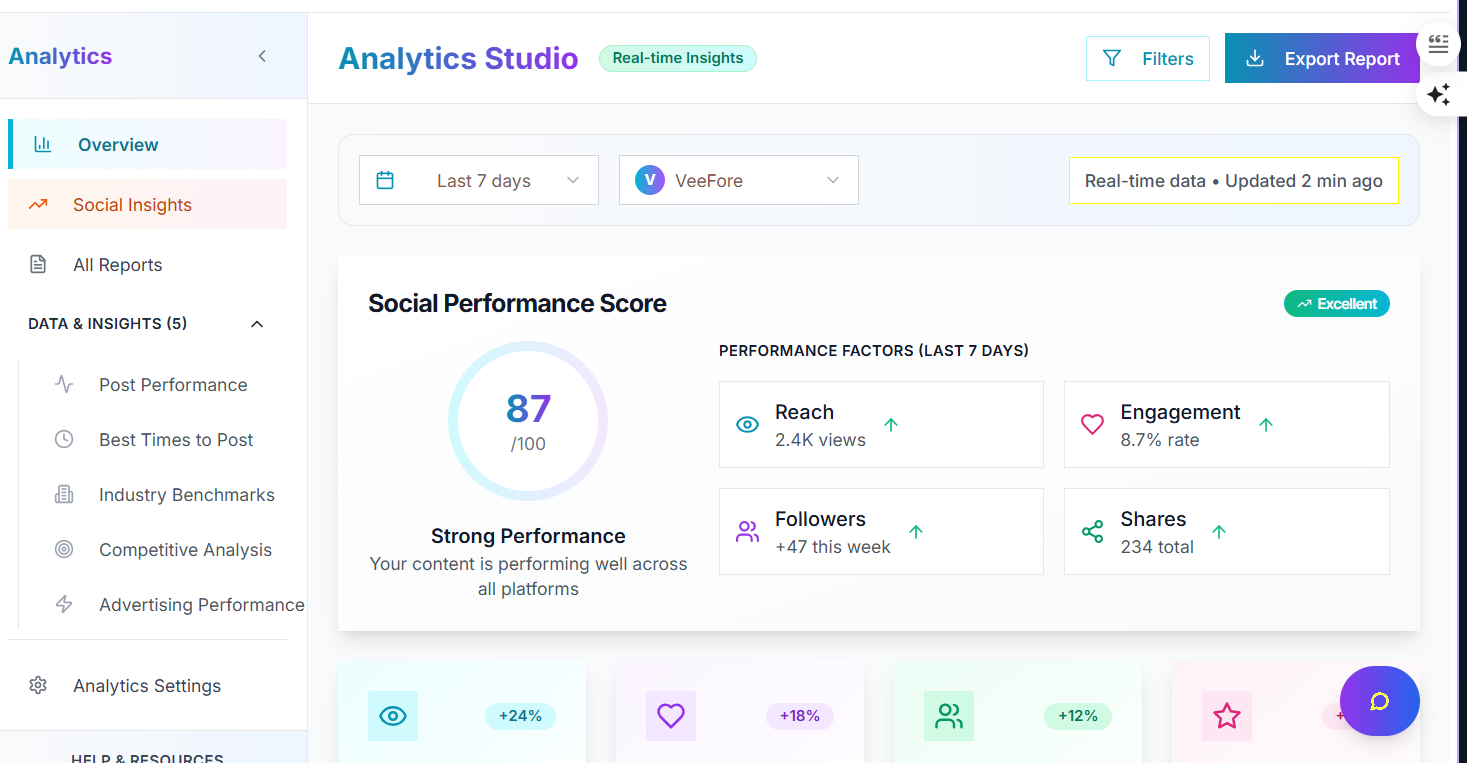 Analytics
Overview
Social Insights
All Reports
DATA & INSIGHTS (5)
Post Performance
Best Times to Post
Industry Benchmarks
Competitive Analysis
Advertising Performance
Analytics Settings
HELP & RESOURCES
Analytics Studio
Real-time Insights
Filters
Export Report
Last 7 days
V
VeeFore
Real-time data • Updated 2 min ago
Social Performance Score
Excellent
87
/100
Strong Performance
Your content is performing well across
all platforms
PERFORMANCE FACTORS (LAST 7 DAYS)
Reach
2.4K views
Engagement
8.7% rate
Followers
+47 this week
Shares
234 total
+24%
+18%
+12%